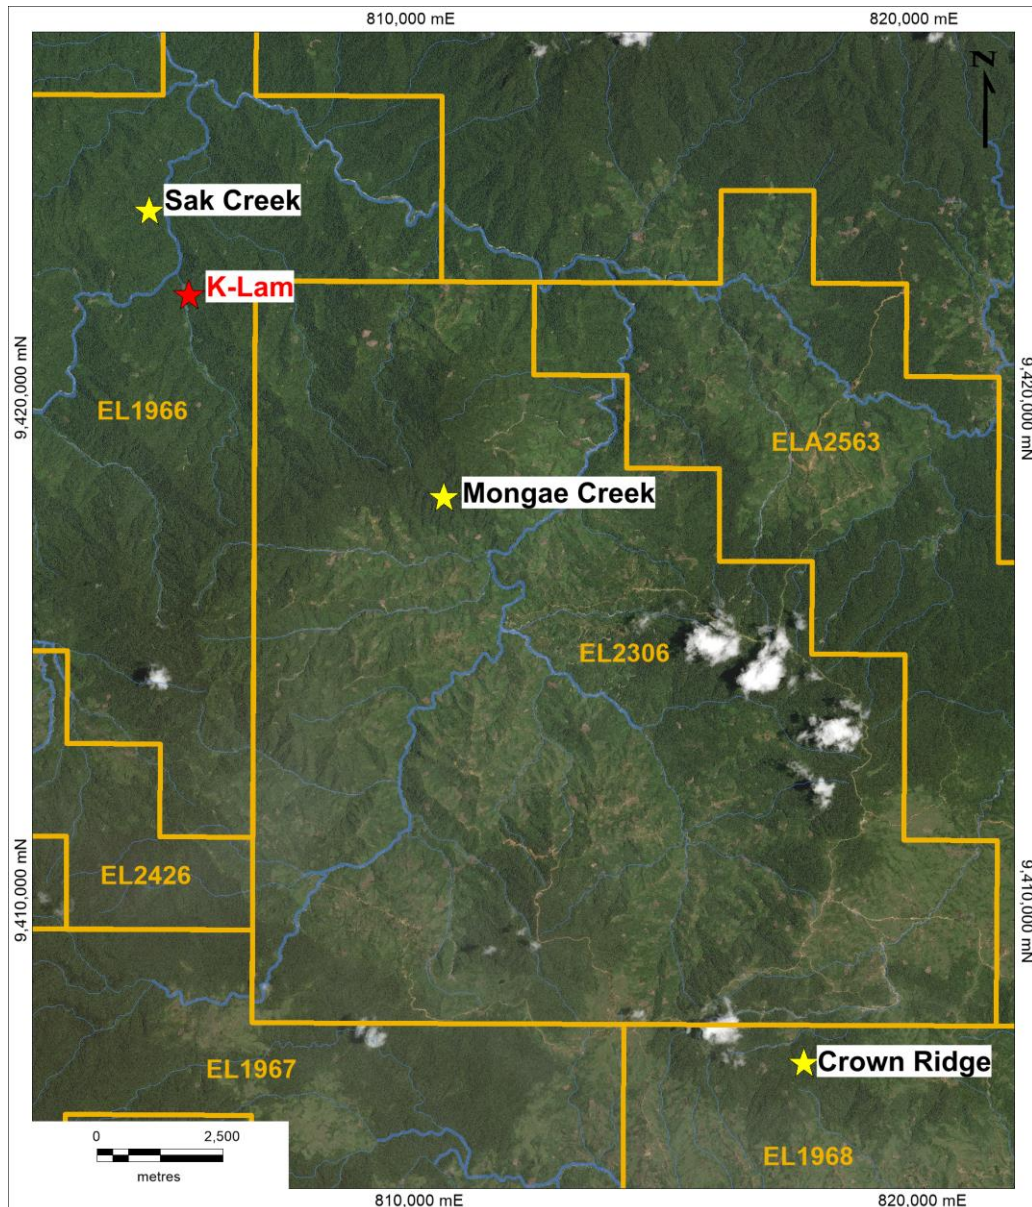 810,000 mE
820,000 mE
N
Sak Creek
K-Lam
9,420,000 mN
9,420,000 mN
EL1966
ELA2563
Mongae Creek
EL2306
EL2426
9,410,000 mN
9,410,000 mN
EL1967
Crown Ridge
EL1968
0
2,500
metres
810,000 mE
820,000 mE